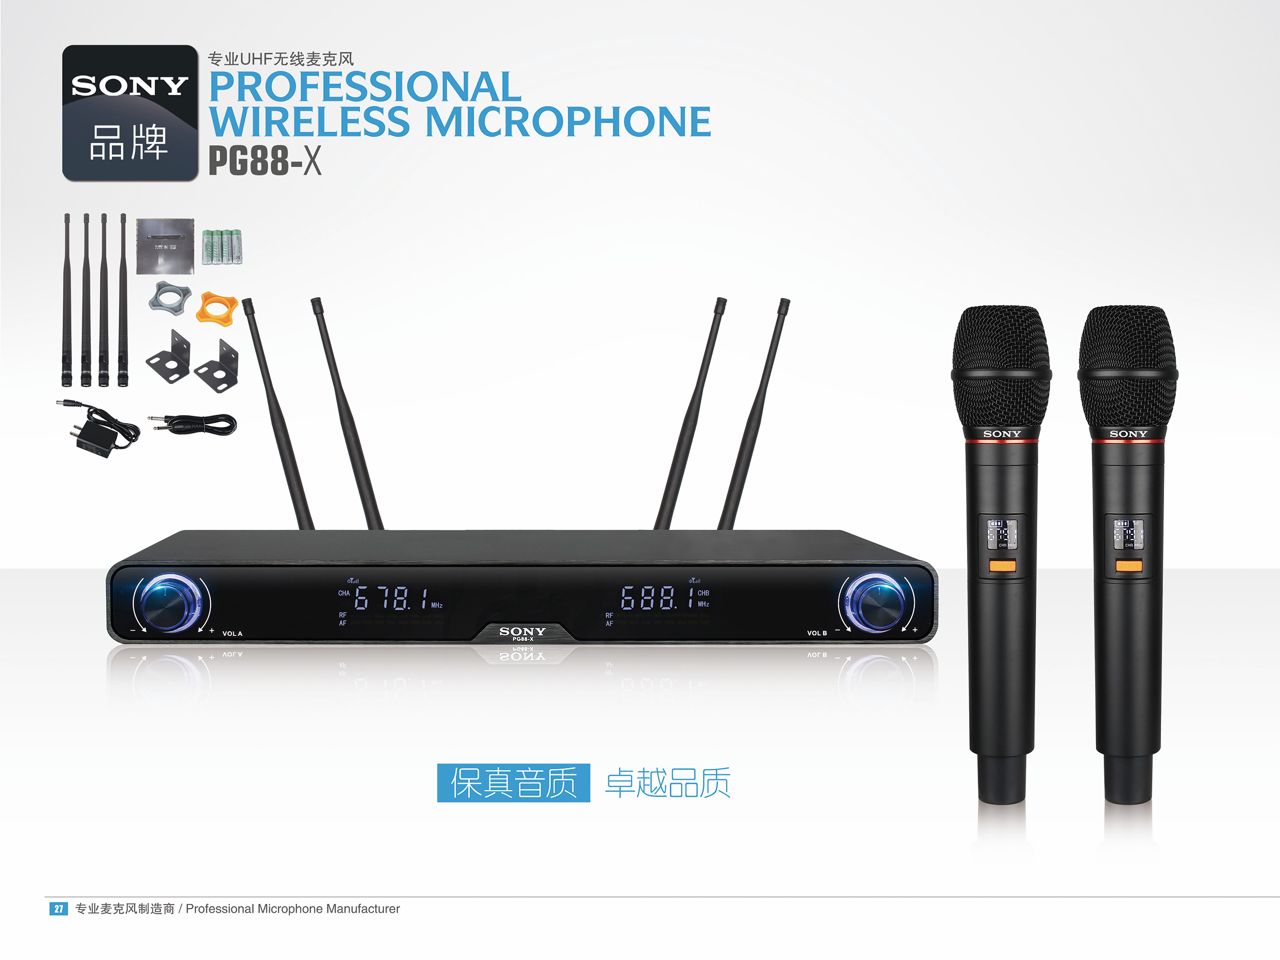 SONY
品牌
专业UHF无线麦克风
PROFESSIONAL
WIRELESS MICROPHONE
PG88-X
SONY
SONY
CHA 678.1 MHz
RF
AF
688.1 CHB
MHz
RF
AF
- + VOL A
SONY
PG88-X
VOL B - +
保真音质 卓越品质
27 专业麦克风制造商 / Professional Microphone Manufacturer